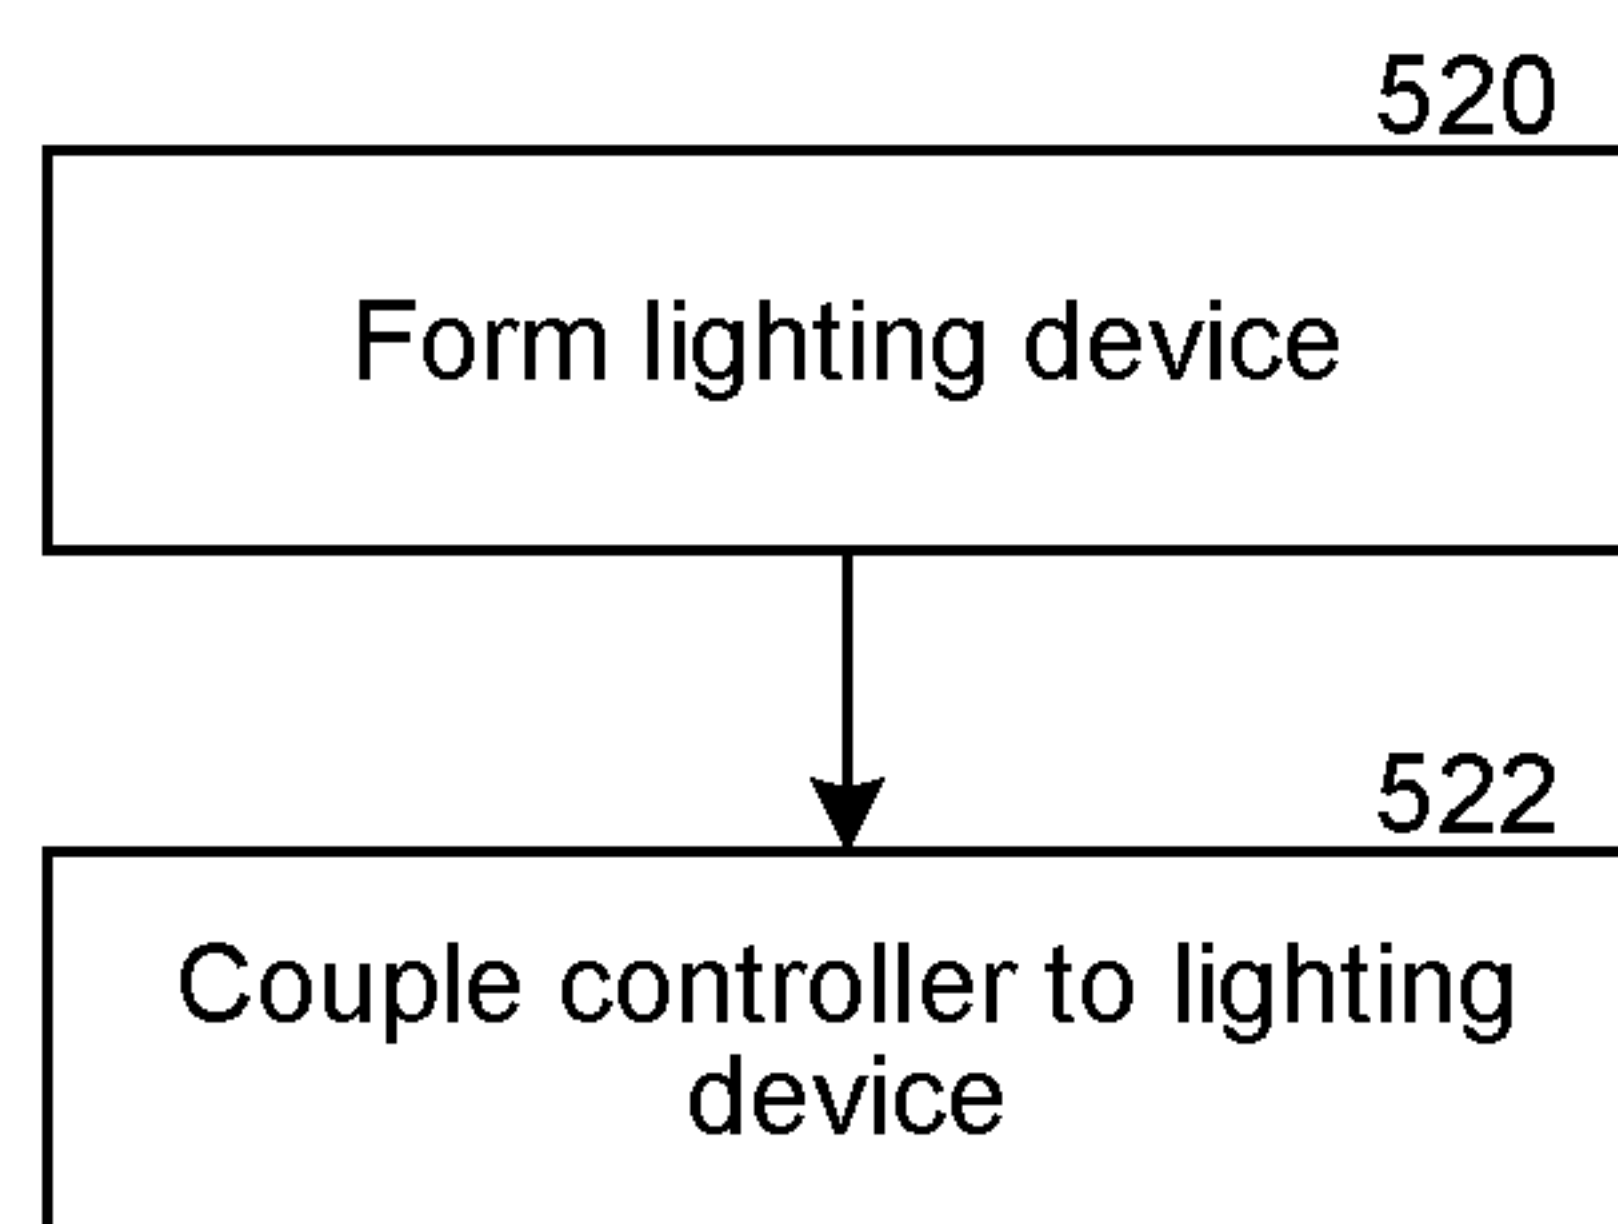 520
Form lighting device
522
Couple controller to lighting
device